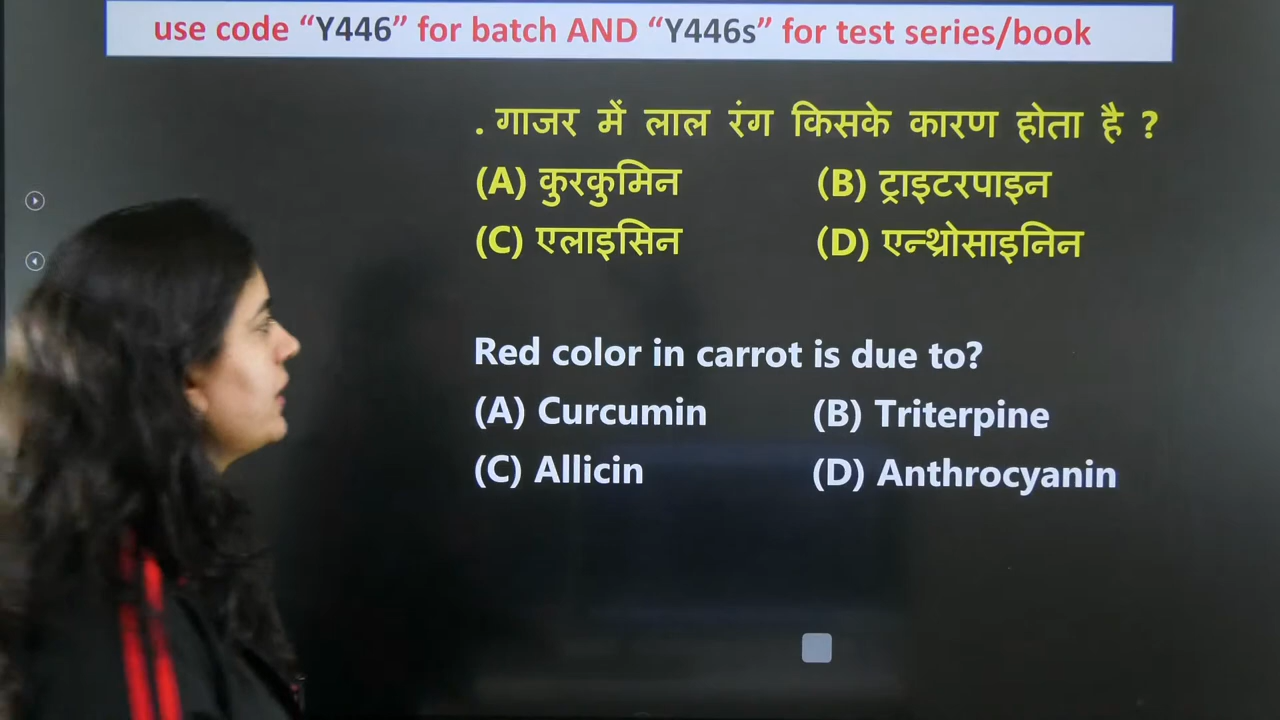 use code “Y446” for batch AND “Y446s” for test series/book
. गाजर में लाल रंग किसके कारण होता है ?
(A) कुरकुमिन (B) ट्राइटरपाइन
(C) एलाइसिन (D) एन्थ्रोसाइनिन
Red color in carrot is due to?
(A) Curcumin (B) Triterpine
(C) Allicin (D) Anthrocyanin